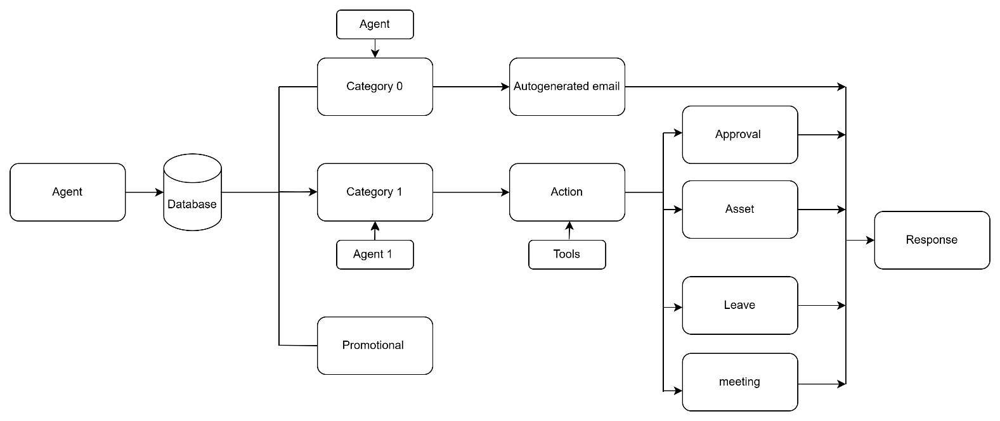 Agent
Category 0
Autogenerated email
Approval
Agent
Database
Category 1
Action
Asset
Response
Agent 1
Tools
Leave
Promotional
meeting